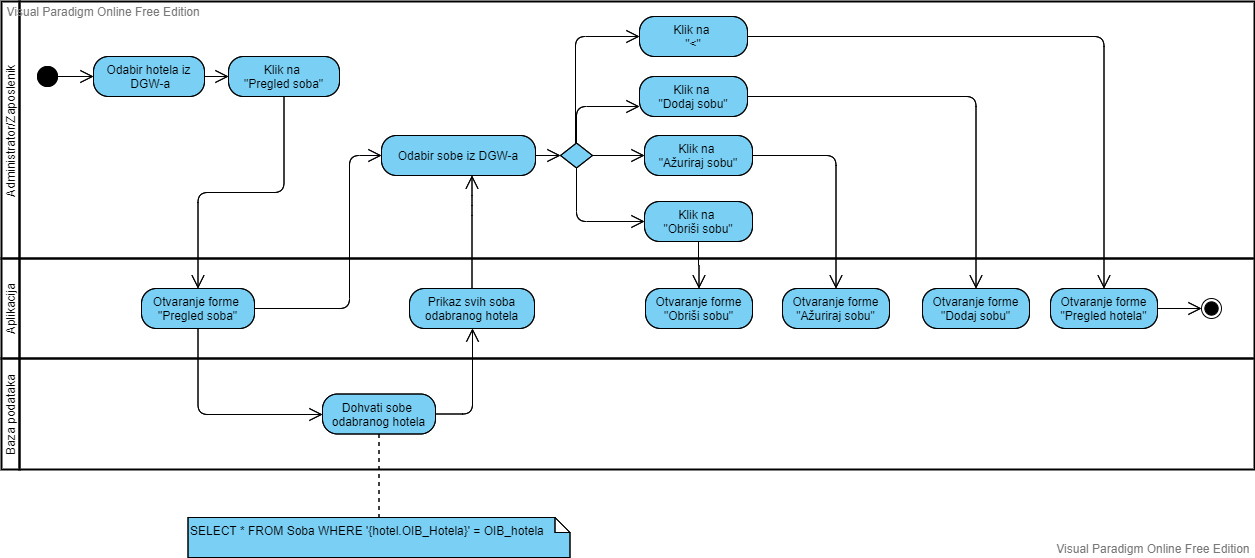 Visual Paradigm Online Free Edition
Administrator/Zaposlenik
Odabir hotela iz
DGW-a
Klik na
"Pregled soba"
Odabir sobe iz DGW-a
Klik na
"<"
Klik na
"Dodaj sobu"
Klik na
"Ažuriraj sobu"
Klik na
"Obriši sobu"
Aplikacija
Otvaranje forme
"Pregled soba"
Prikaz svih soba
odabranog hotela
Otvaranje forme
"Obriši sobu"
Otvaranje forme
"Ažuriraj sobu"
Otvaranje forme
"Dodaj sobu"
Otvaranje forme
"Pregled hotela"
Baza podataka
Dohvati sobe
odabranog hotela
SELECT * FROM Soba WHERE '{hotel.OIB_Hotela}' = OIB_hotela
Visual Paradigm Online Free Edition